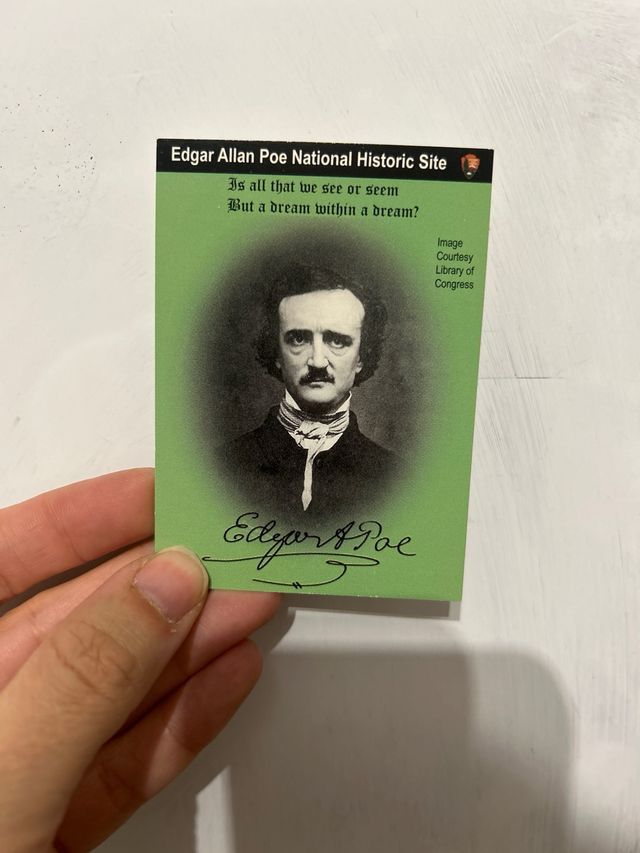 Edgar Allan Poe National Historic Site
Is all that we see or seem
But a dream within a dream?
Image
Courtesy
Library of
Congress
Edgar A Poe